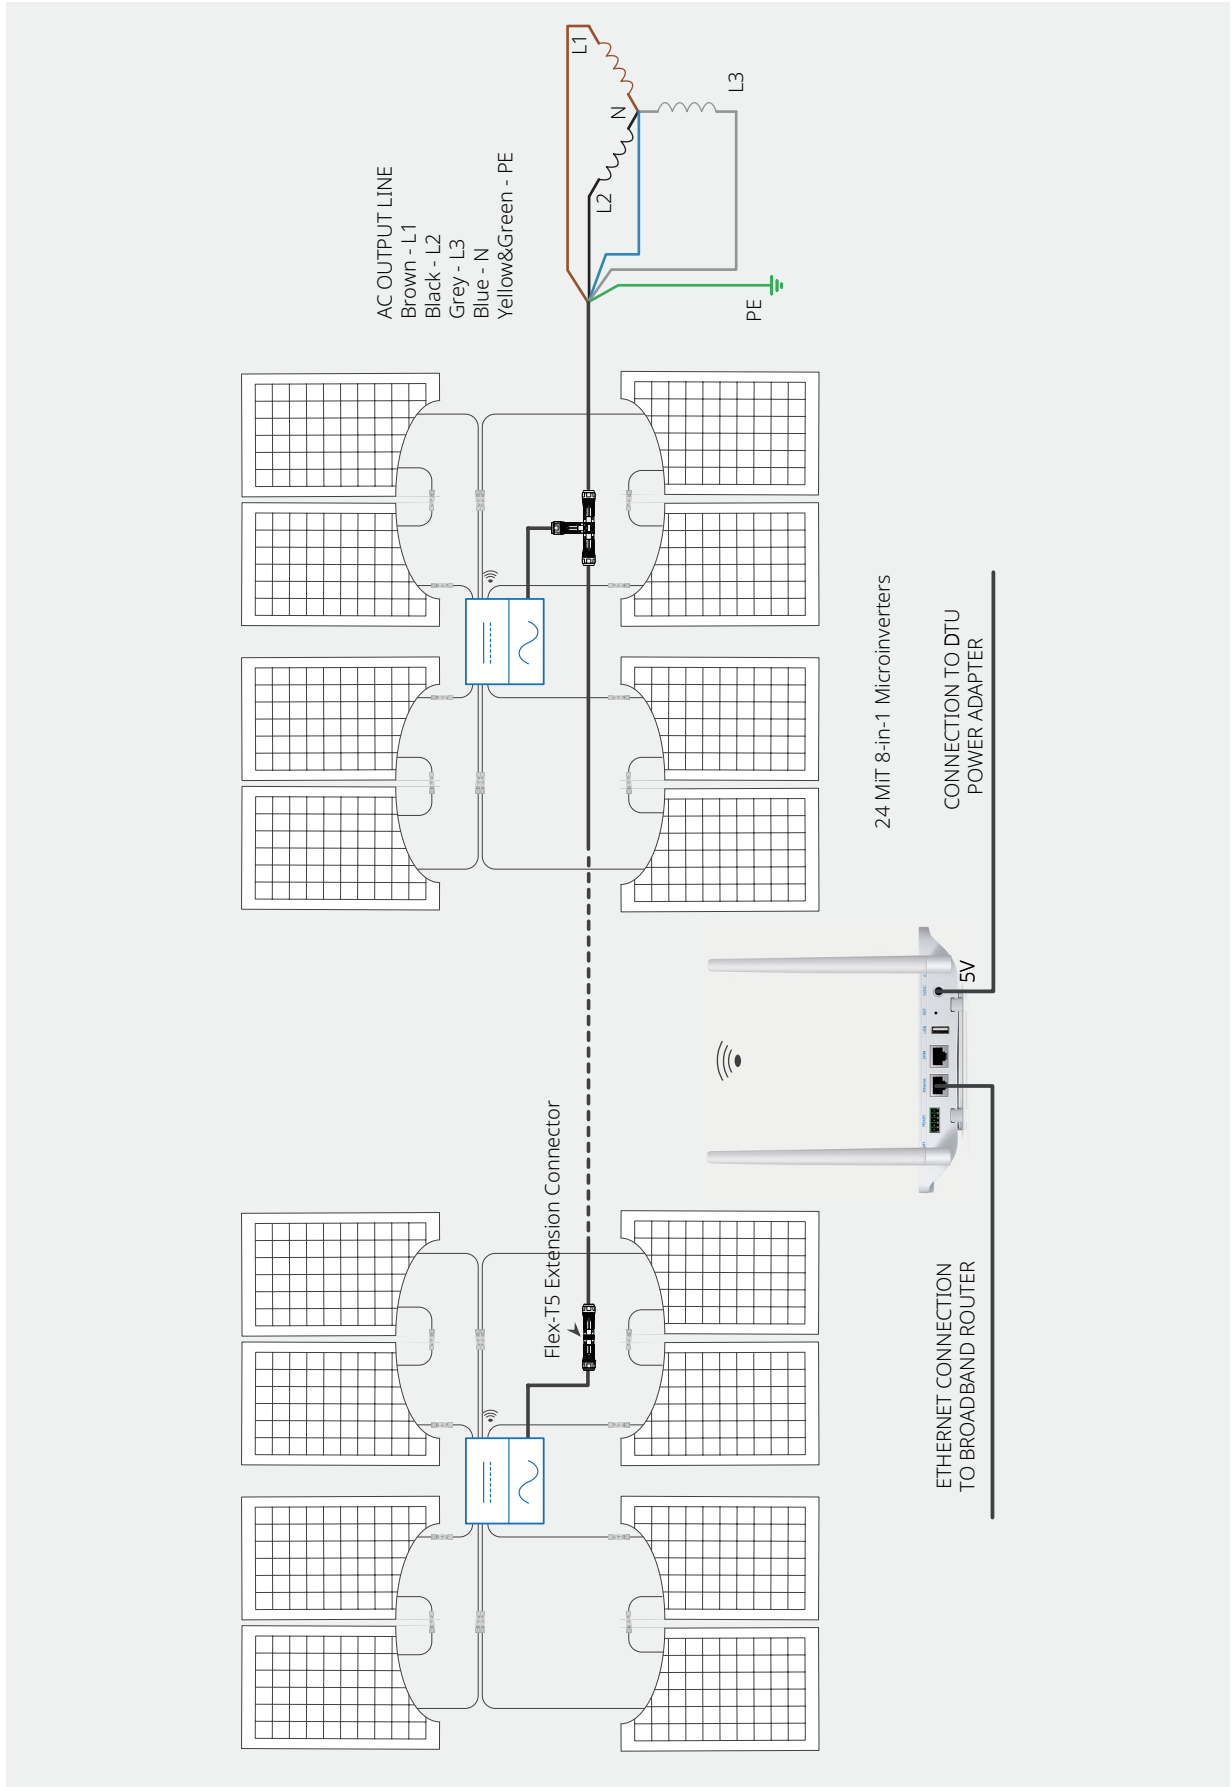 AC OUTPUT LINE
Brown - L1
Black - L2
Grey - L3
Blue - N
Yellow&Green - PE
L1
N
L2
L3
PE
Flex-T5 Extension Connector
24 MiT 8-in-1 Microinverters
CONNECTION TO DTU
POWER ADAPTER
5V
ETHERNET CONNECTION
TO BROADBAND ROUTER